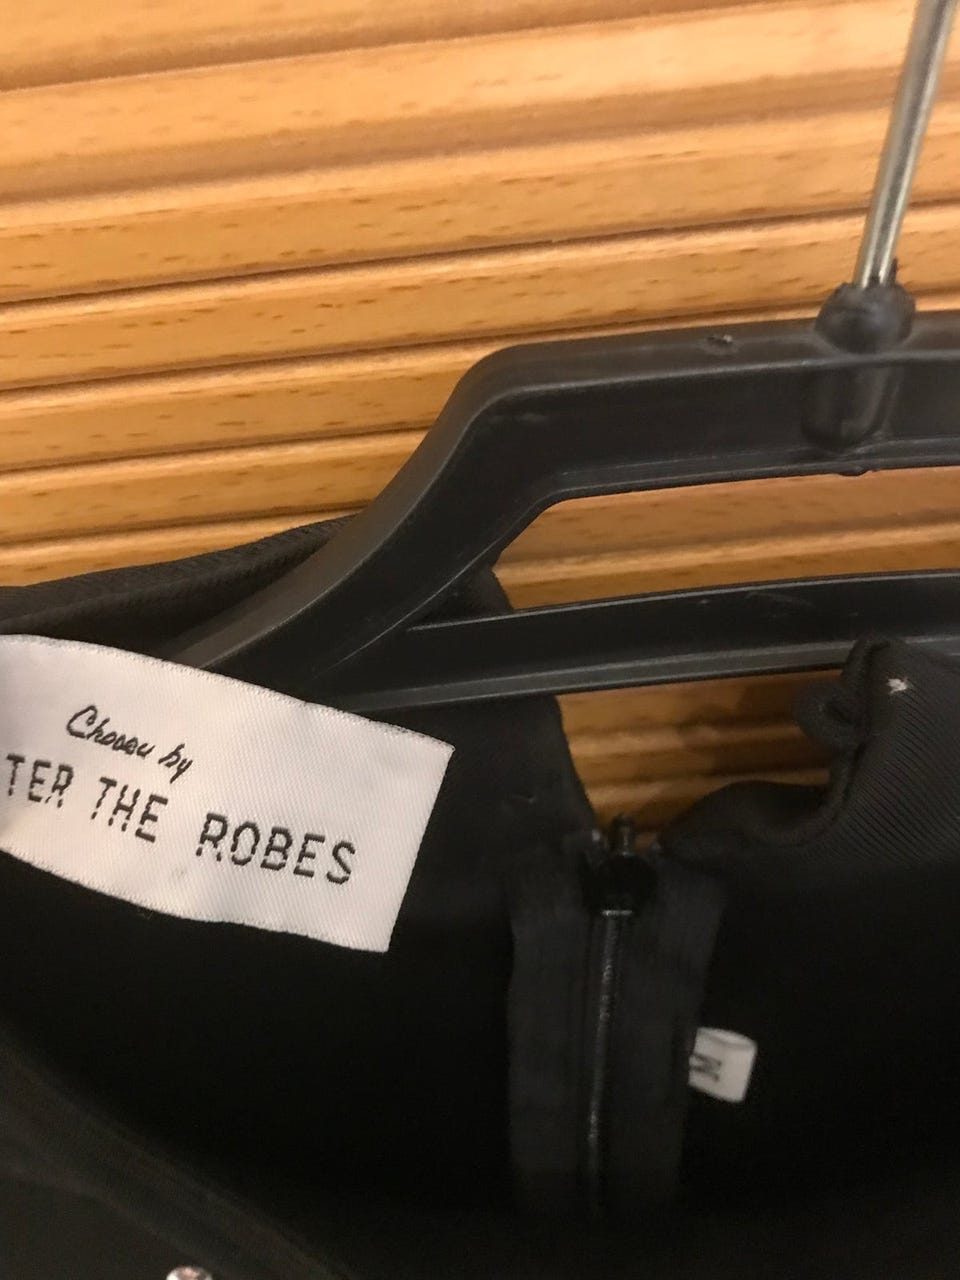 Chosen by
TER THE ROBES
M